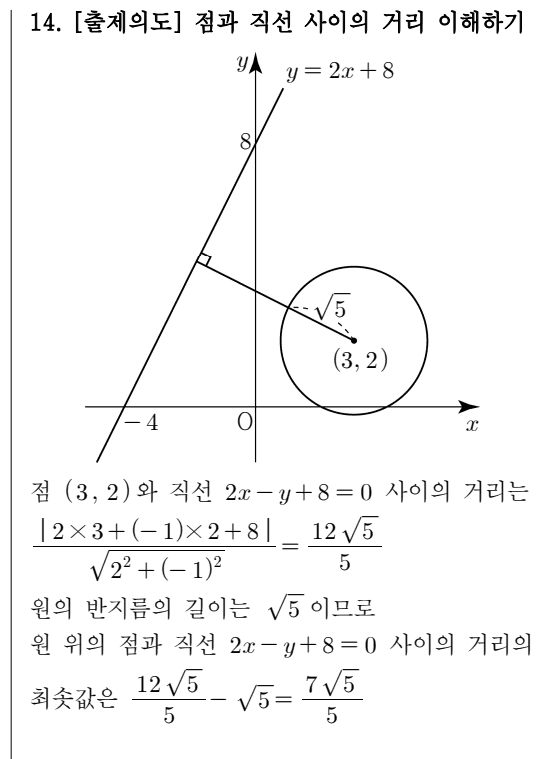 14. [출제의도] 점과 직선 사이의 거리 이해하기
y
y = 2x + 8
8
√5
(3, 2)
-4
O
x
점 (3, 2)와 직선 2x - y + 8 = 0 사이의 거리는
|2×3+(-1)×2+8| / √(2²+(-1)²) = 12√5 / 5
원의 반지름의 길이는 √5 이므로
원 위의 점과 직선 2x - y + 8 = 0 사이의 거리의
최솟값은 12√5 / 5 - √5 = 7√5 / 5